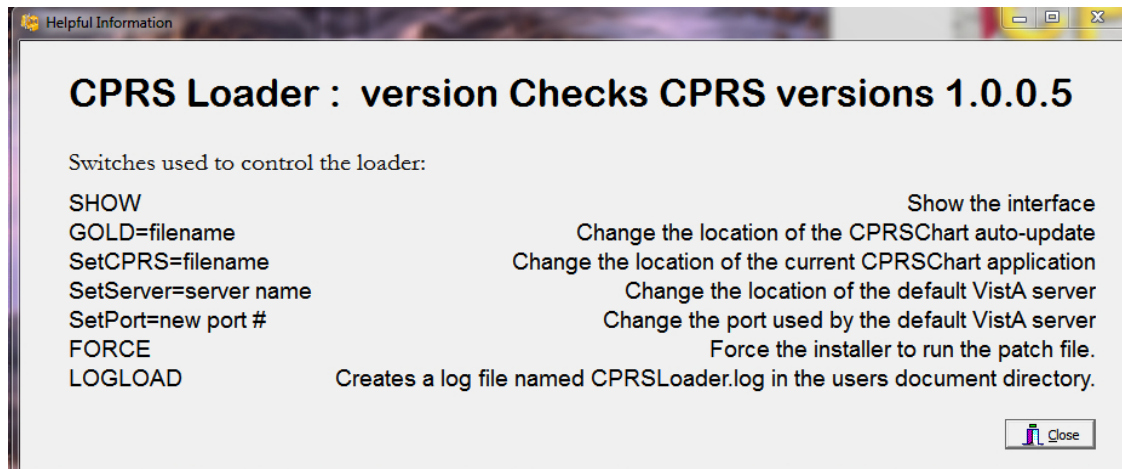 Helpful Information
CPRS Loader : version Checks CPRS versions 1.0.0.5
Switches used to control the loader:
SHOW Show the interface
GOLD=filename Change the location of the CPRSChart auto-update
SetCPRS=filename Change the location of the current CPRSChart application
SetServer=server name Change the location of the default VistA server
SetPort=new port # Change the port used by the default VistA server
FORCE Force the installer to run the patch file.
LOGLOAD Creates a log file named CPRSLoader.log in the users document directory.
Close